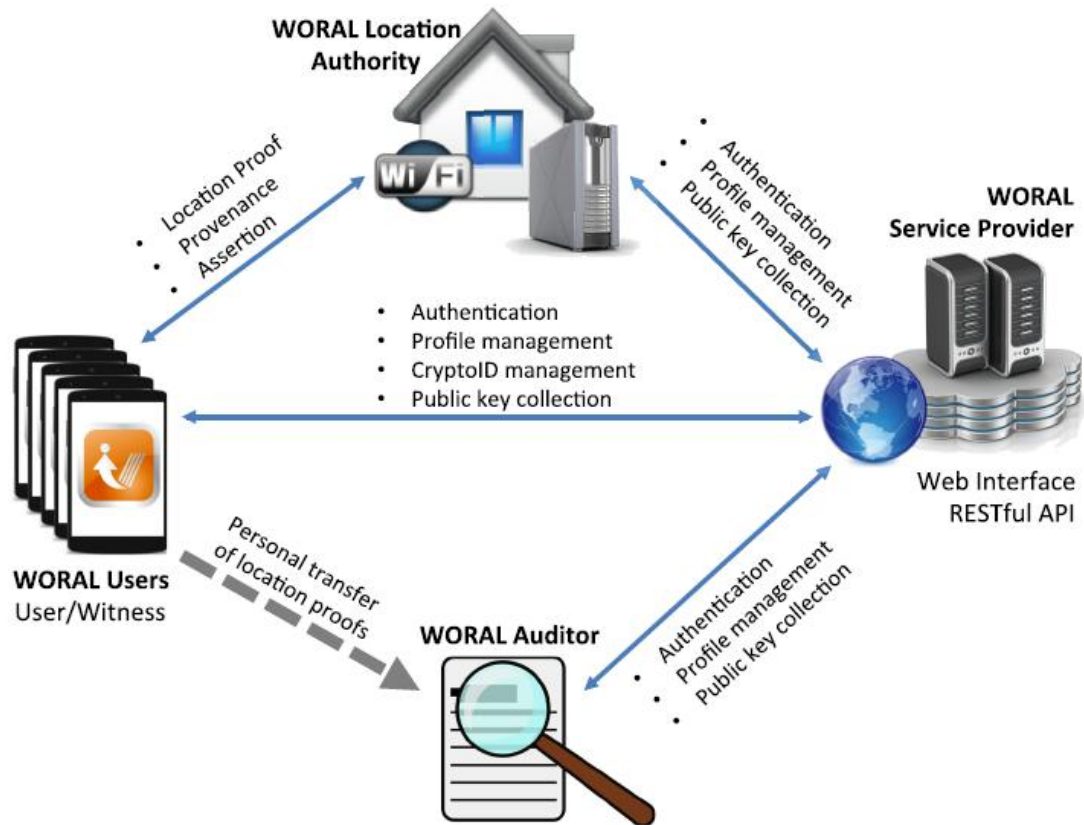 WORAL Location
Authority
Wi Fi
• Location Proof
• Provenance
• Assertion
• Authentication
• Profile management
• Public key collection
WORAL
Service Provider
• Authentication
• Profile management
• CryptoID management
• Public key collection
Web Interface
RESTful API
WORAL Users
User/Witness
Personal transfer
of location proofs
WORAL Auditor
• Authentication
• Profile management
• Public key collection